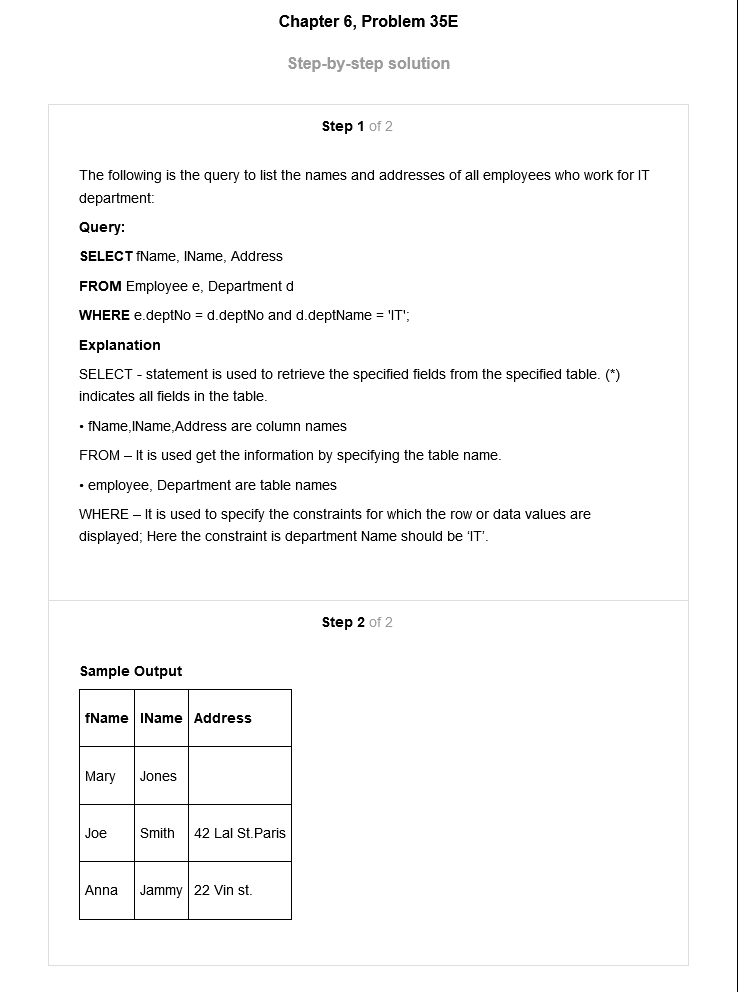 Chapter 6, Problem 35E
Step-by-step solution
Step 1 of 2
The following is the query to list the names and addresses of all employees who work for IT
department:
Query:
SELECT fName, lName, Address
FROM Employee e, Department d
WHERE e.deptNo = d.deptNo and d.deptName = 'IT';
Explanation
SELECT - statement is used to retrieve the specified fields from the specified table. (*)
indicates all fields in the table.
• fName,lName,Address are column names
FROM – It is used get the information by specifying the table name.
• employee, Department are table names
WHERE – It is used to specify the constraints for which the row or data values are
displayed; Here the constraint is department Name should be ‘IT’.
Step 2 of 2
Sample Output
fName lName Address
Mary Jones
Joe Smith 42 Lal St.Paris
Anna Jammy 22 Vin st.